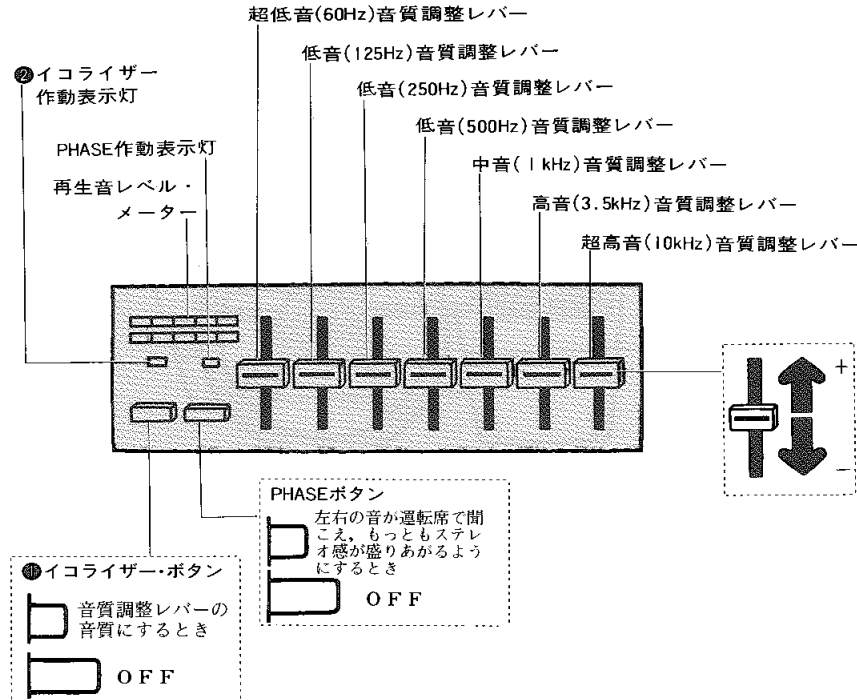 超低音(60Hz)音質調整レバー
低音(125Hz)音質調整レバー
❷イコライザー
作動表示灯
低音(250Hz)音質調整レバー
低音(500Hz)音質調整レバー
PHASE作動表示灯
中音(1kHz)音質調整レバー
再生音レベル・
メーター
高音(3.5kHz)音質調整レバー
超高音(10kHz)音質調整レバー
+
−
PHASEボタン
左右の音が運転席で聞
こえ，もっともステレ
オ感が盛りあがるよう
にするとき
OFF
❶イコライザー・ボタン
音質調整レバーの
音質にするとき
OFF